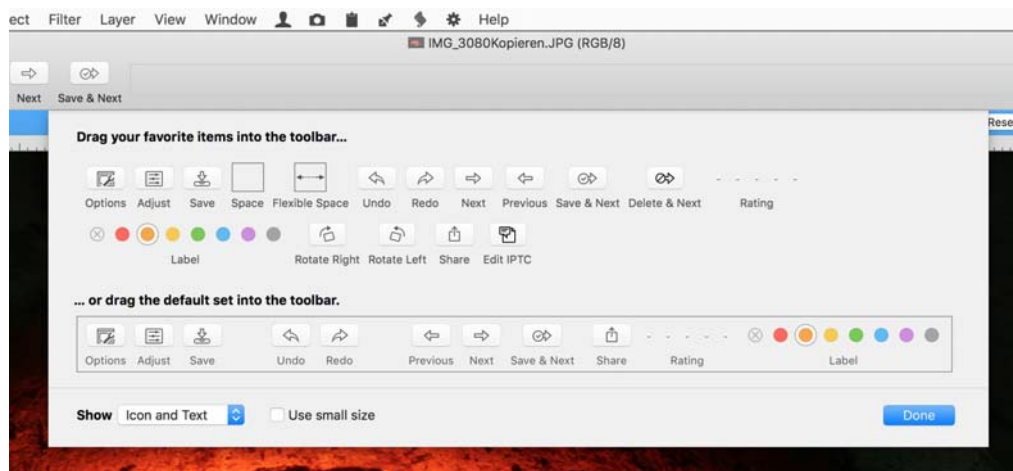 ect Filter Layer View Window Help
IMG_3080Kopieren.JPG (RGB/8)
Next Save & Next
Rese
Drag your favorite items into the toolbar...
Options Adjust Save Space Flexible Space Undo Redo Next Previous Save & Next Delete & Next Rating
Label Rotate Right Rotate Left Share Edit IPTC
... or drag the default set into the toolbar.
Options Adjust Save Undo Redo Previous Next Save & Next Share Rating Label
Show Icon and Text Use small size Done